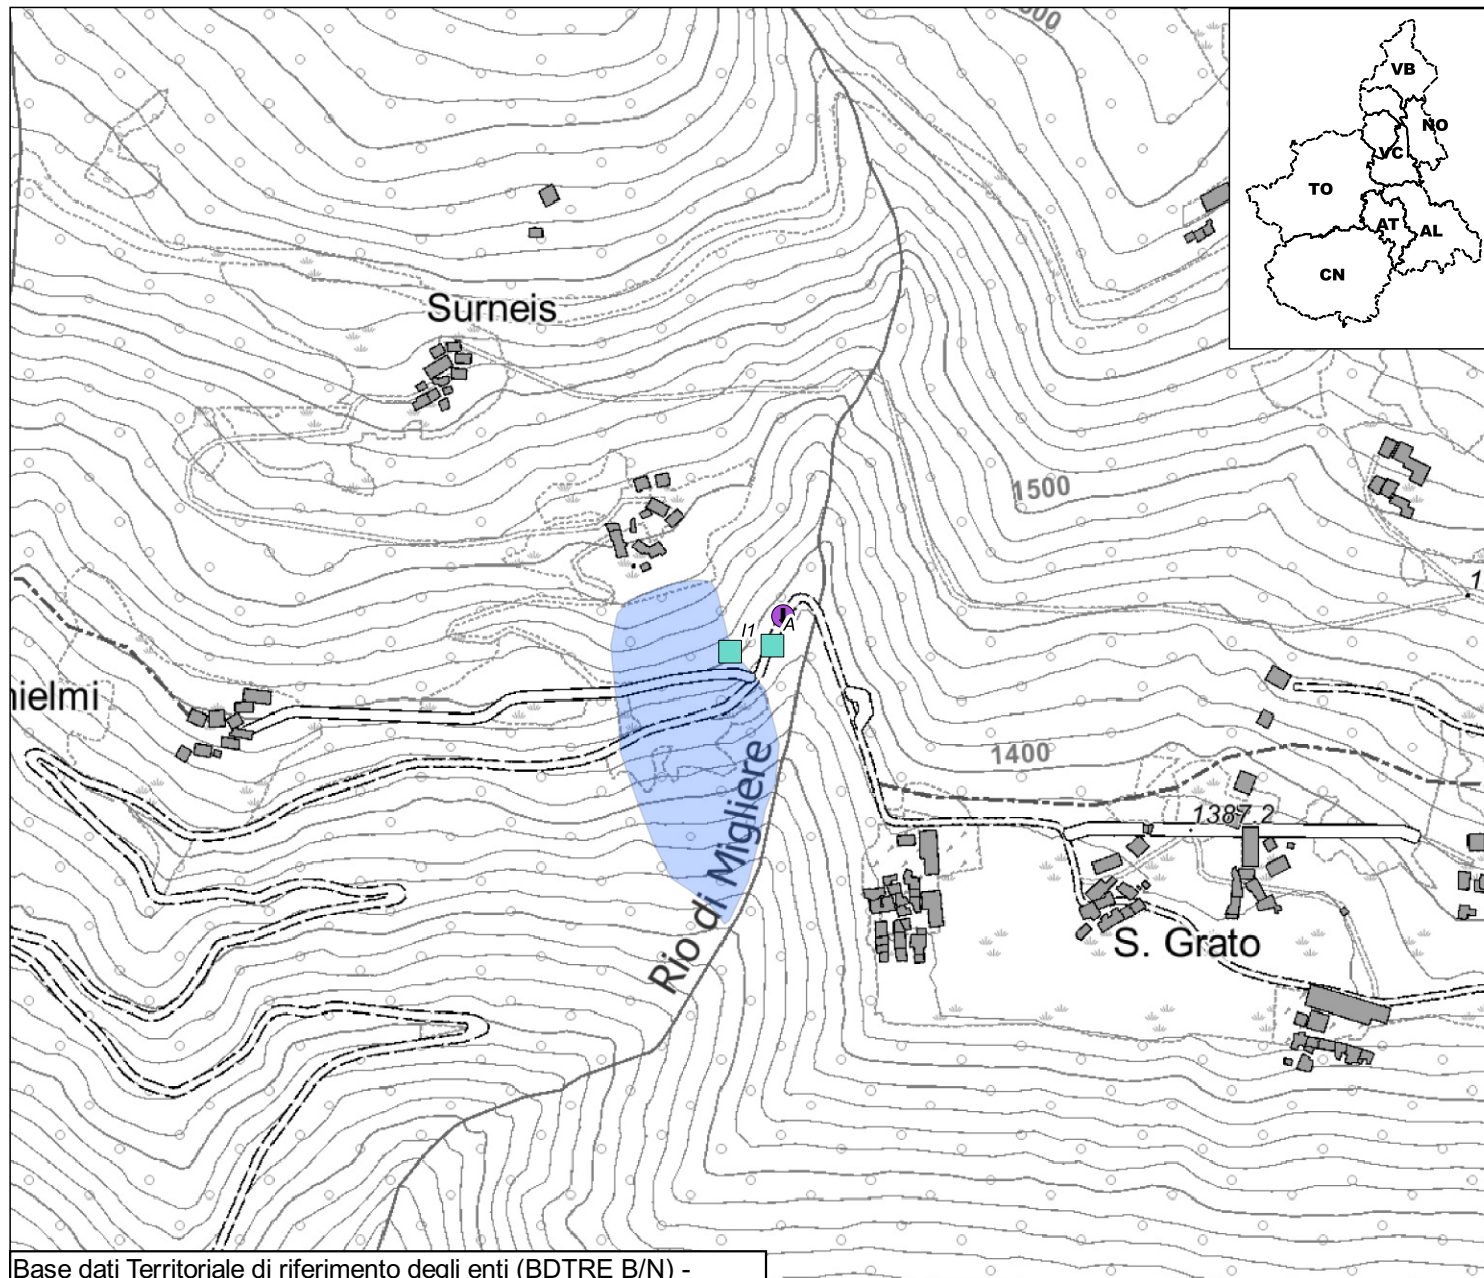 VB
NO
VC
TO
AT
AL
CN
Surneis
1500
I1
A
nielmi
1400
Rio di Migliere
1387.2
S. Grato
Base dati Territoriale di riferimento degli enti (BDTRE B/N) -